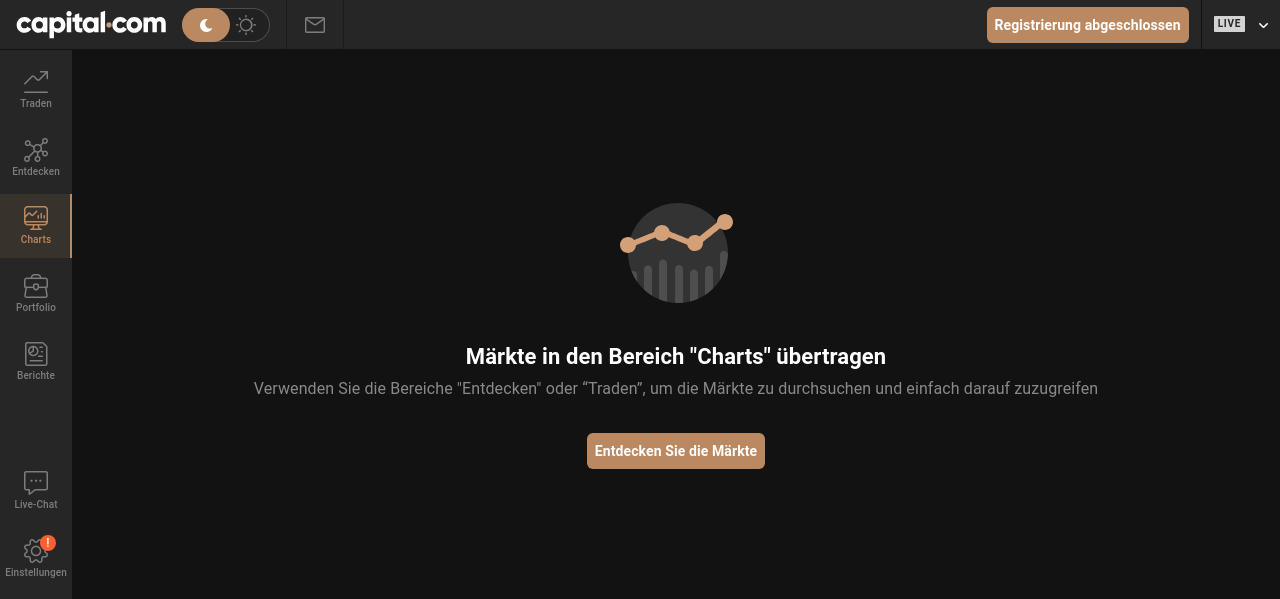 capital.com
Registrierung abgeschlossen
LIVE
Traden
Entdecken
Charts
Portfolio
Berichte
Live-Chat
!
Einstellungen
Märkte in den Bereich "Charts" übertragen
Verwenden Sie die Bereiche "Entdecken" oder “Traden”, um die Märkte zu durchsuchen und einfach darauf zuzugreifen
Entdecken Sie die Märkte